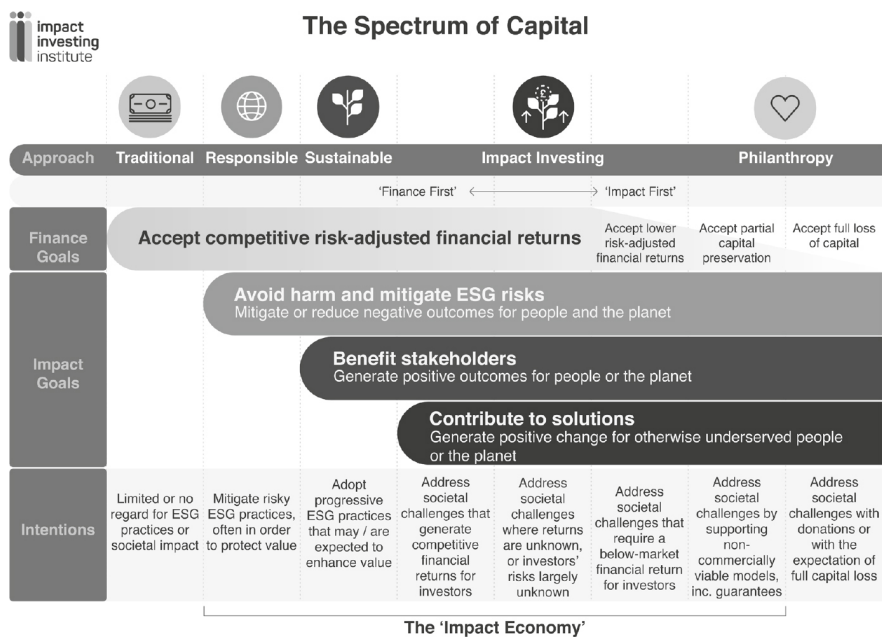 impact
investing
institute
The Spectrum of Capital
£
Approach
Traditional
Responsible
Sustainable
Impact Investing
Philanthropy
'Finance First'
'Impact First'
Finance
Goals
Accept competitive risk-adjusted financial returns
Accept lower
risk-adjusted
financial returns
Accept partial
capital
preservation
Accept full loss
of capital
Impact
Goals
Avoid harm and mitigate ESG risks
Mitigate or reduce negative outcomes for people and the planet
Benefit stakeholders
Generate positive outcomes for people or the planet
Contribute to solutions
Generate positive change for otherwise underserved people
or the planet
Intentions
Limited or no
regard for ESG
practices or
societal impact
Mitigate risky
ESG practices,
often in order
to protect value
Adopt
progressive
ESG practices
that may / are
expected to
enhance value
Address
societal
challenges that
generate
competitive
financial
returns for
investors
Address
societal
challenges
where returns
are unknown,
or investors'
risks largely
unknown
Address
societal
challenges that
require a
below-market
financial return
for investors
Address
societal
challenges by
supporting
non-
commercially
viable models,
inc. guarantees
Address
societal
challenges with
donations or
with the
expectation of
full capital loss
The 'Impact Economy'